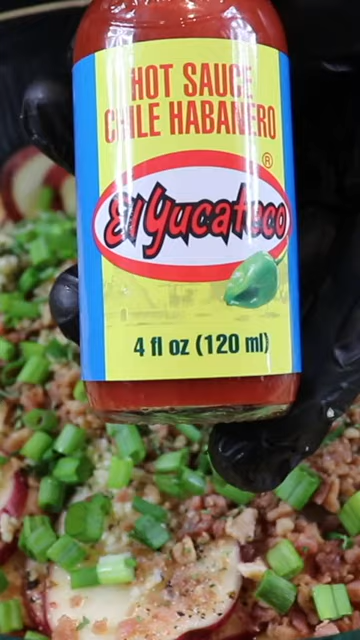 HOT SAUCE
CHILE HABANERO
®
El Yucateco
4 fl oz (120 ml)